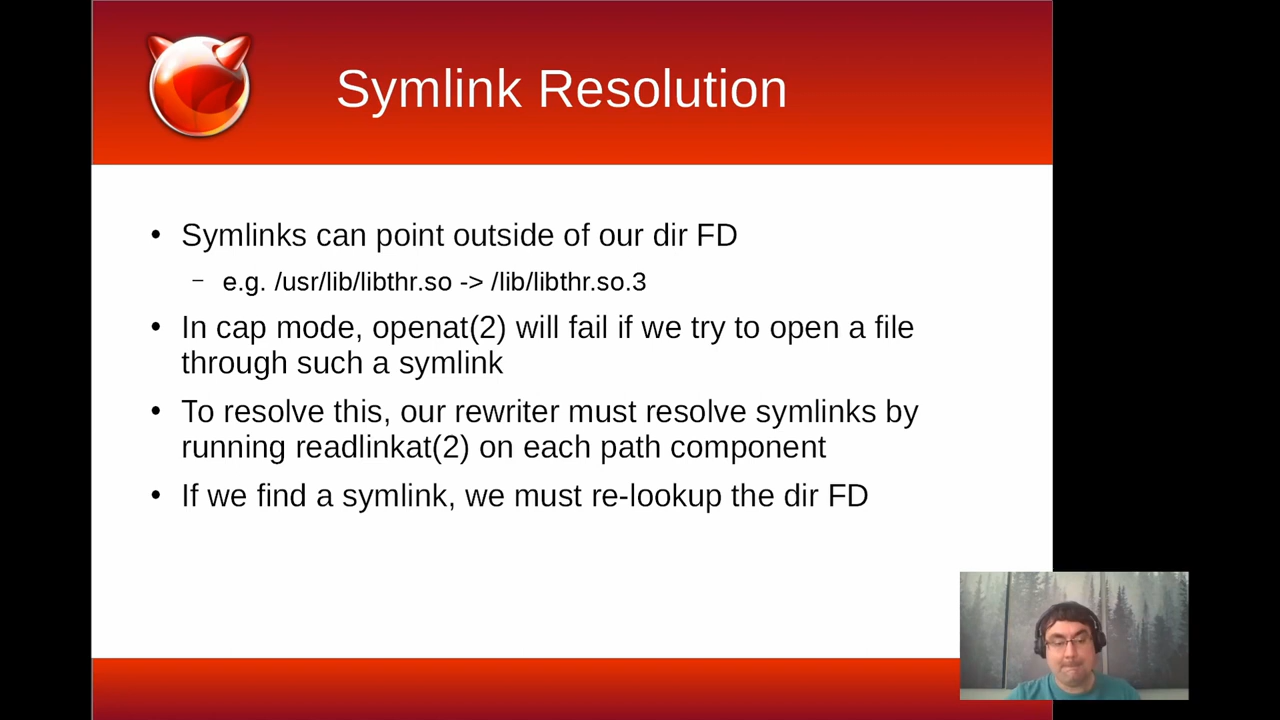 Symlink Resolution
• Symlinks can point outside of our dir FD
– e.g. /usr/lib/libthr.so -> /lib/libthr.so.3
• In cap mode, openat(2) will fail if we try to open a file
through such a symlink
• To resolve this, our rewriter must resolve symlinks by
running readlinkat(2) on each path component
• If we find a symlink, we must re-lookup the dir FD